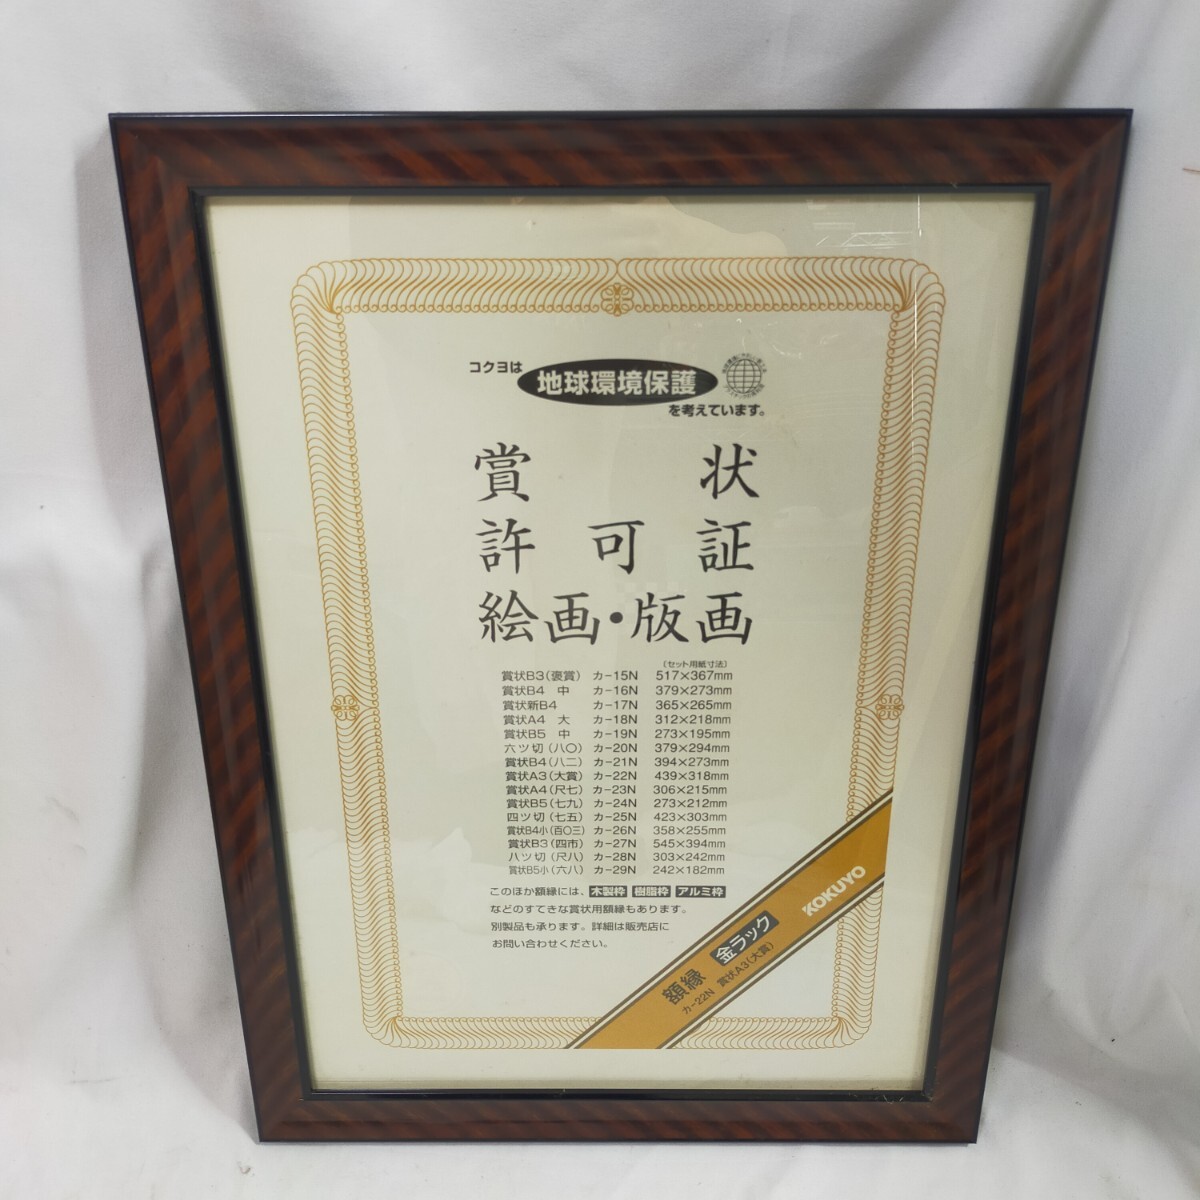 コクヨは
地球環境保護
を考えています。
賞状
許可証
絵画・版画
〔セット用紙寸法〕
賞状B3(褒賞) カ-15N 517×367mm
賞状B4 中 カ-16N 379×273mm
賞状新B4 カ-17N 365×265mm
賞状A4 大 カ-18N 312×218mm
賞状B5 中 カ-19N 273×195mm
六ツ切(八〇) カ-20N 379×294mm
賞状B4(八二) カ-21N 394×273mm
賞状A3(大賞) カ-22N 439×318mm
賞状A4(尺七) カ-23N 306×215mm
賞状B5(七九) カ-24N 273×212mm
四ツ切(七五) カ-25N 423×303mm
賞状B4小(百〇三) カ-26N 358×255mm
賞状B3(四市) カ-27N 545×394mm
八ツ切(尺八) カ-28N 303×242mm
賞状B5小(六八) カ-29N 242×182mm
このほか額縁には、木製枠 樹脂枠 アルミ枠
などのすてきな賞状用額縁もあります。
別製品も承ります。詳細は販売店に
お問い合わせください。
額縁 金ラック KOKUYO
カ-22N 賞状A3(大賞)